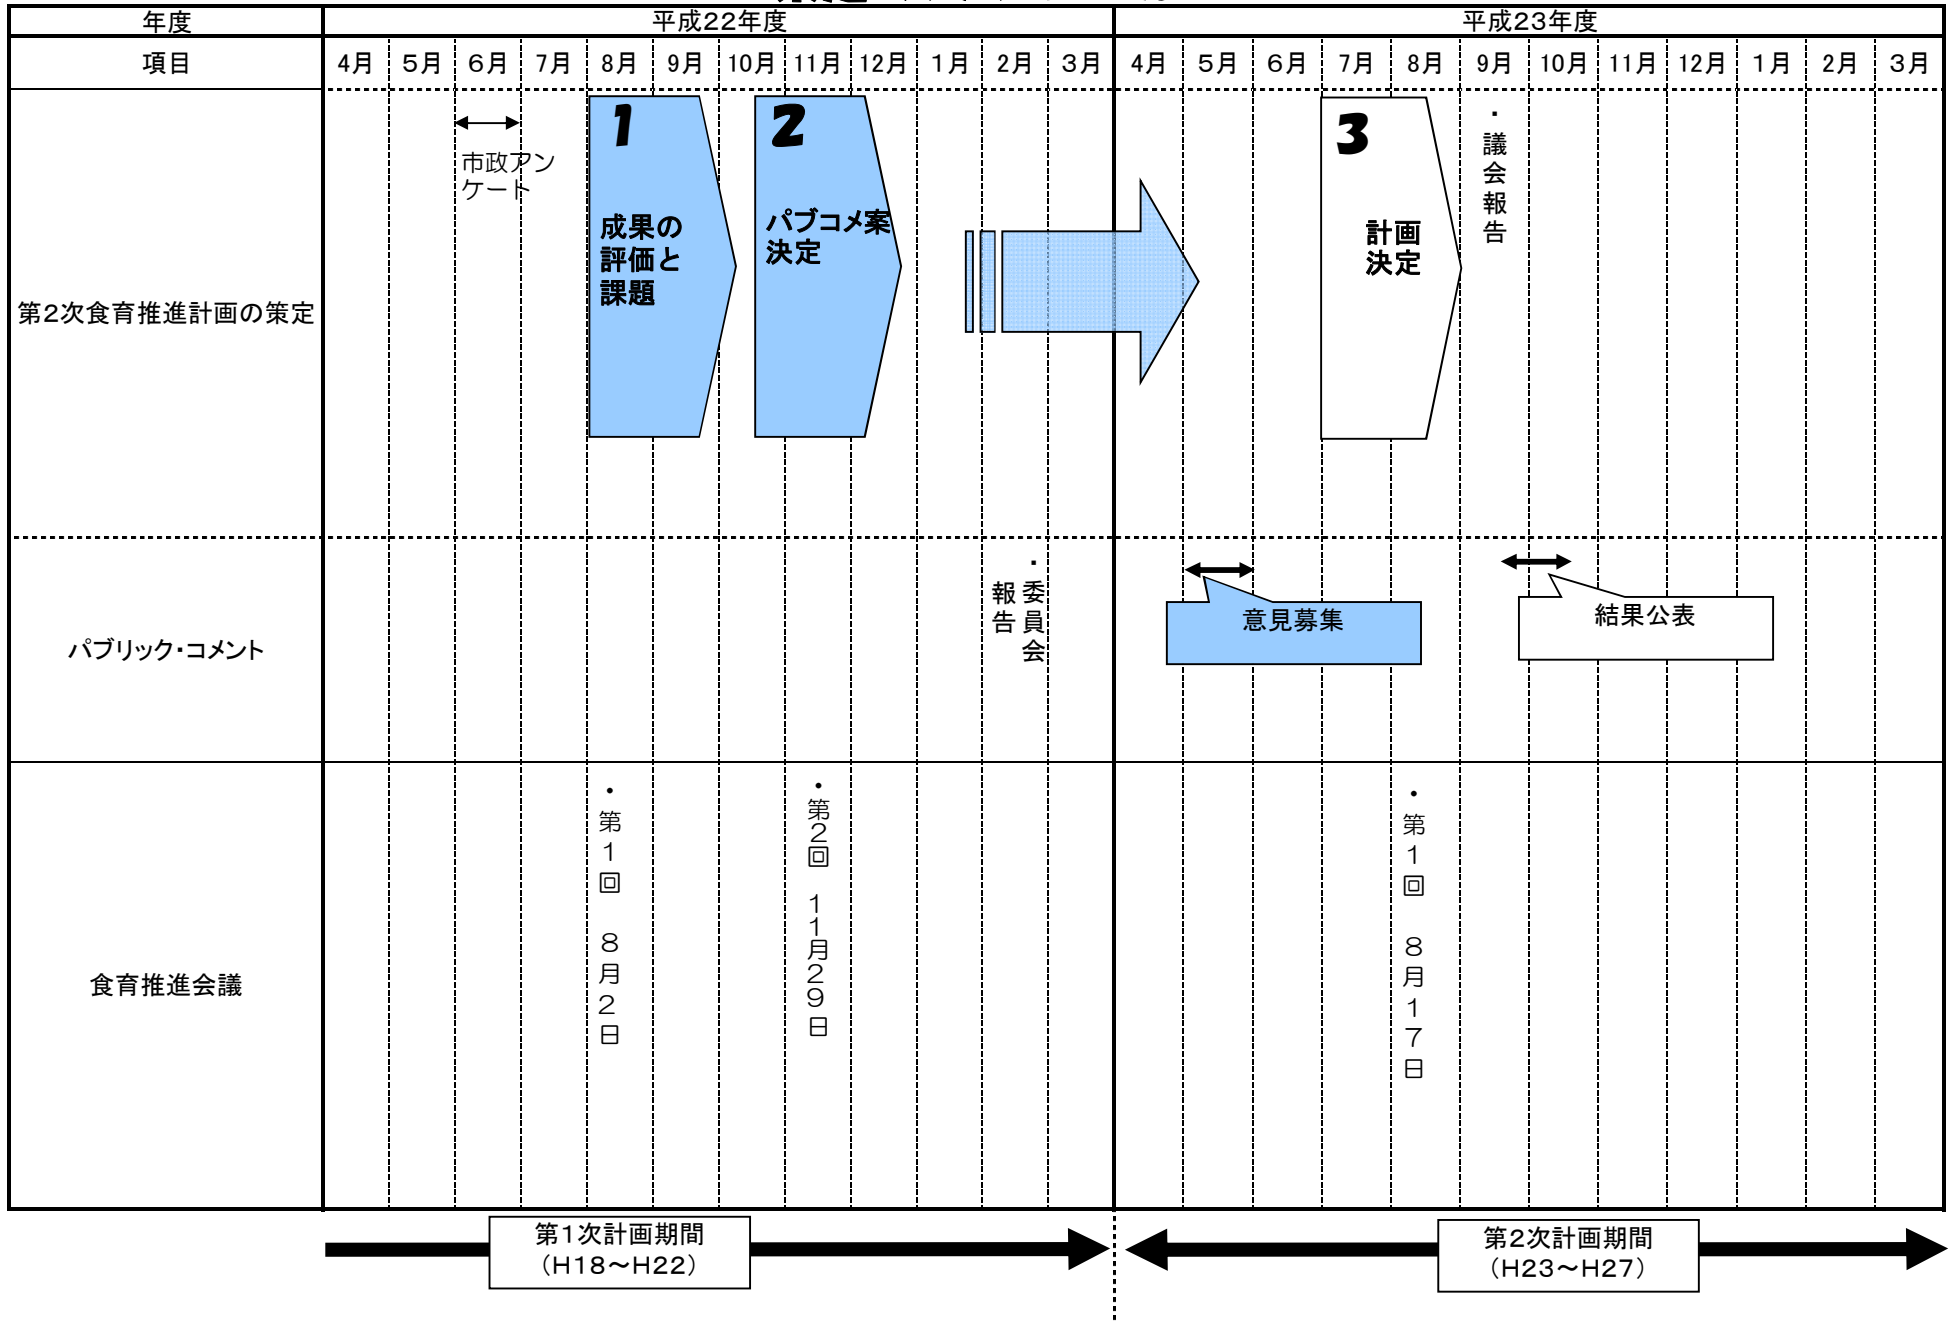 年度
平成22年度
平成23年度
項目
4月 5月 6月 7月 8月 9月 10月 11月 12月 1月 2月 3月
4月 5月 6月 7月 8月 9月 10月 11月 12月 1月 2月 3月
第2次食育推進計画の策定
市政アン
ケート
1
成果の
評価と
課題
2
パブコメ案
決定
3
計画
決定
・議会報告
パブリック・コメント
・委員会
報告
意見募集
結果公表
食育推進会議
・第1回 8月2日
・第2回 11月29日
・第1回 8月17日
第1次計画期間
（H18～H22）
第2次計画期間
（H23～H27）